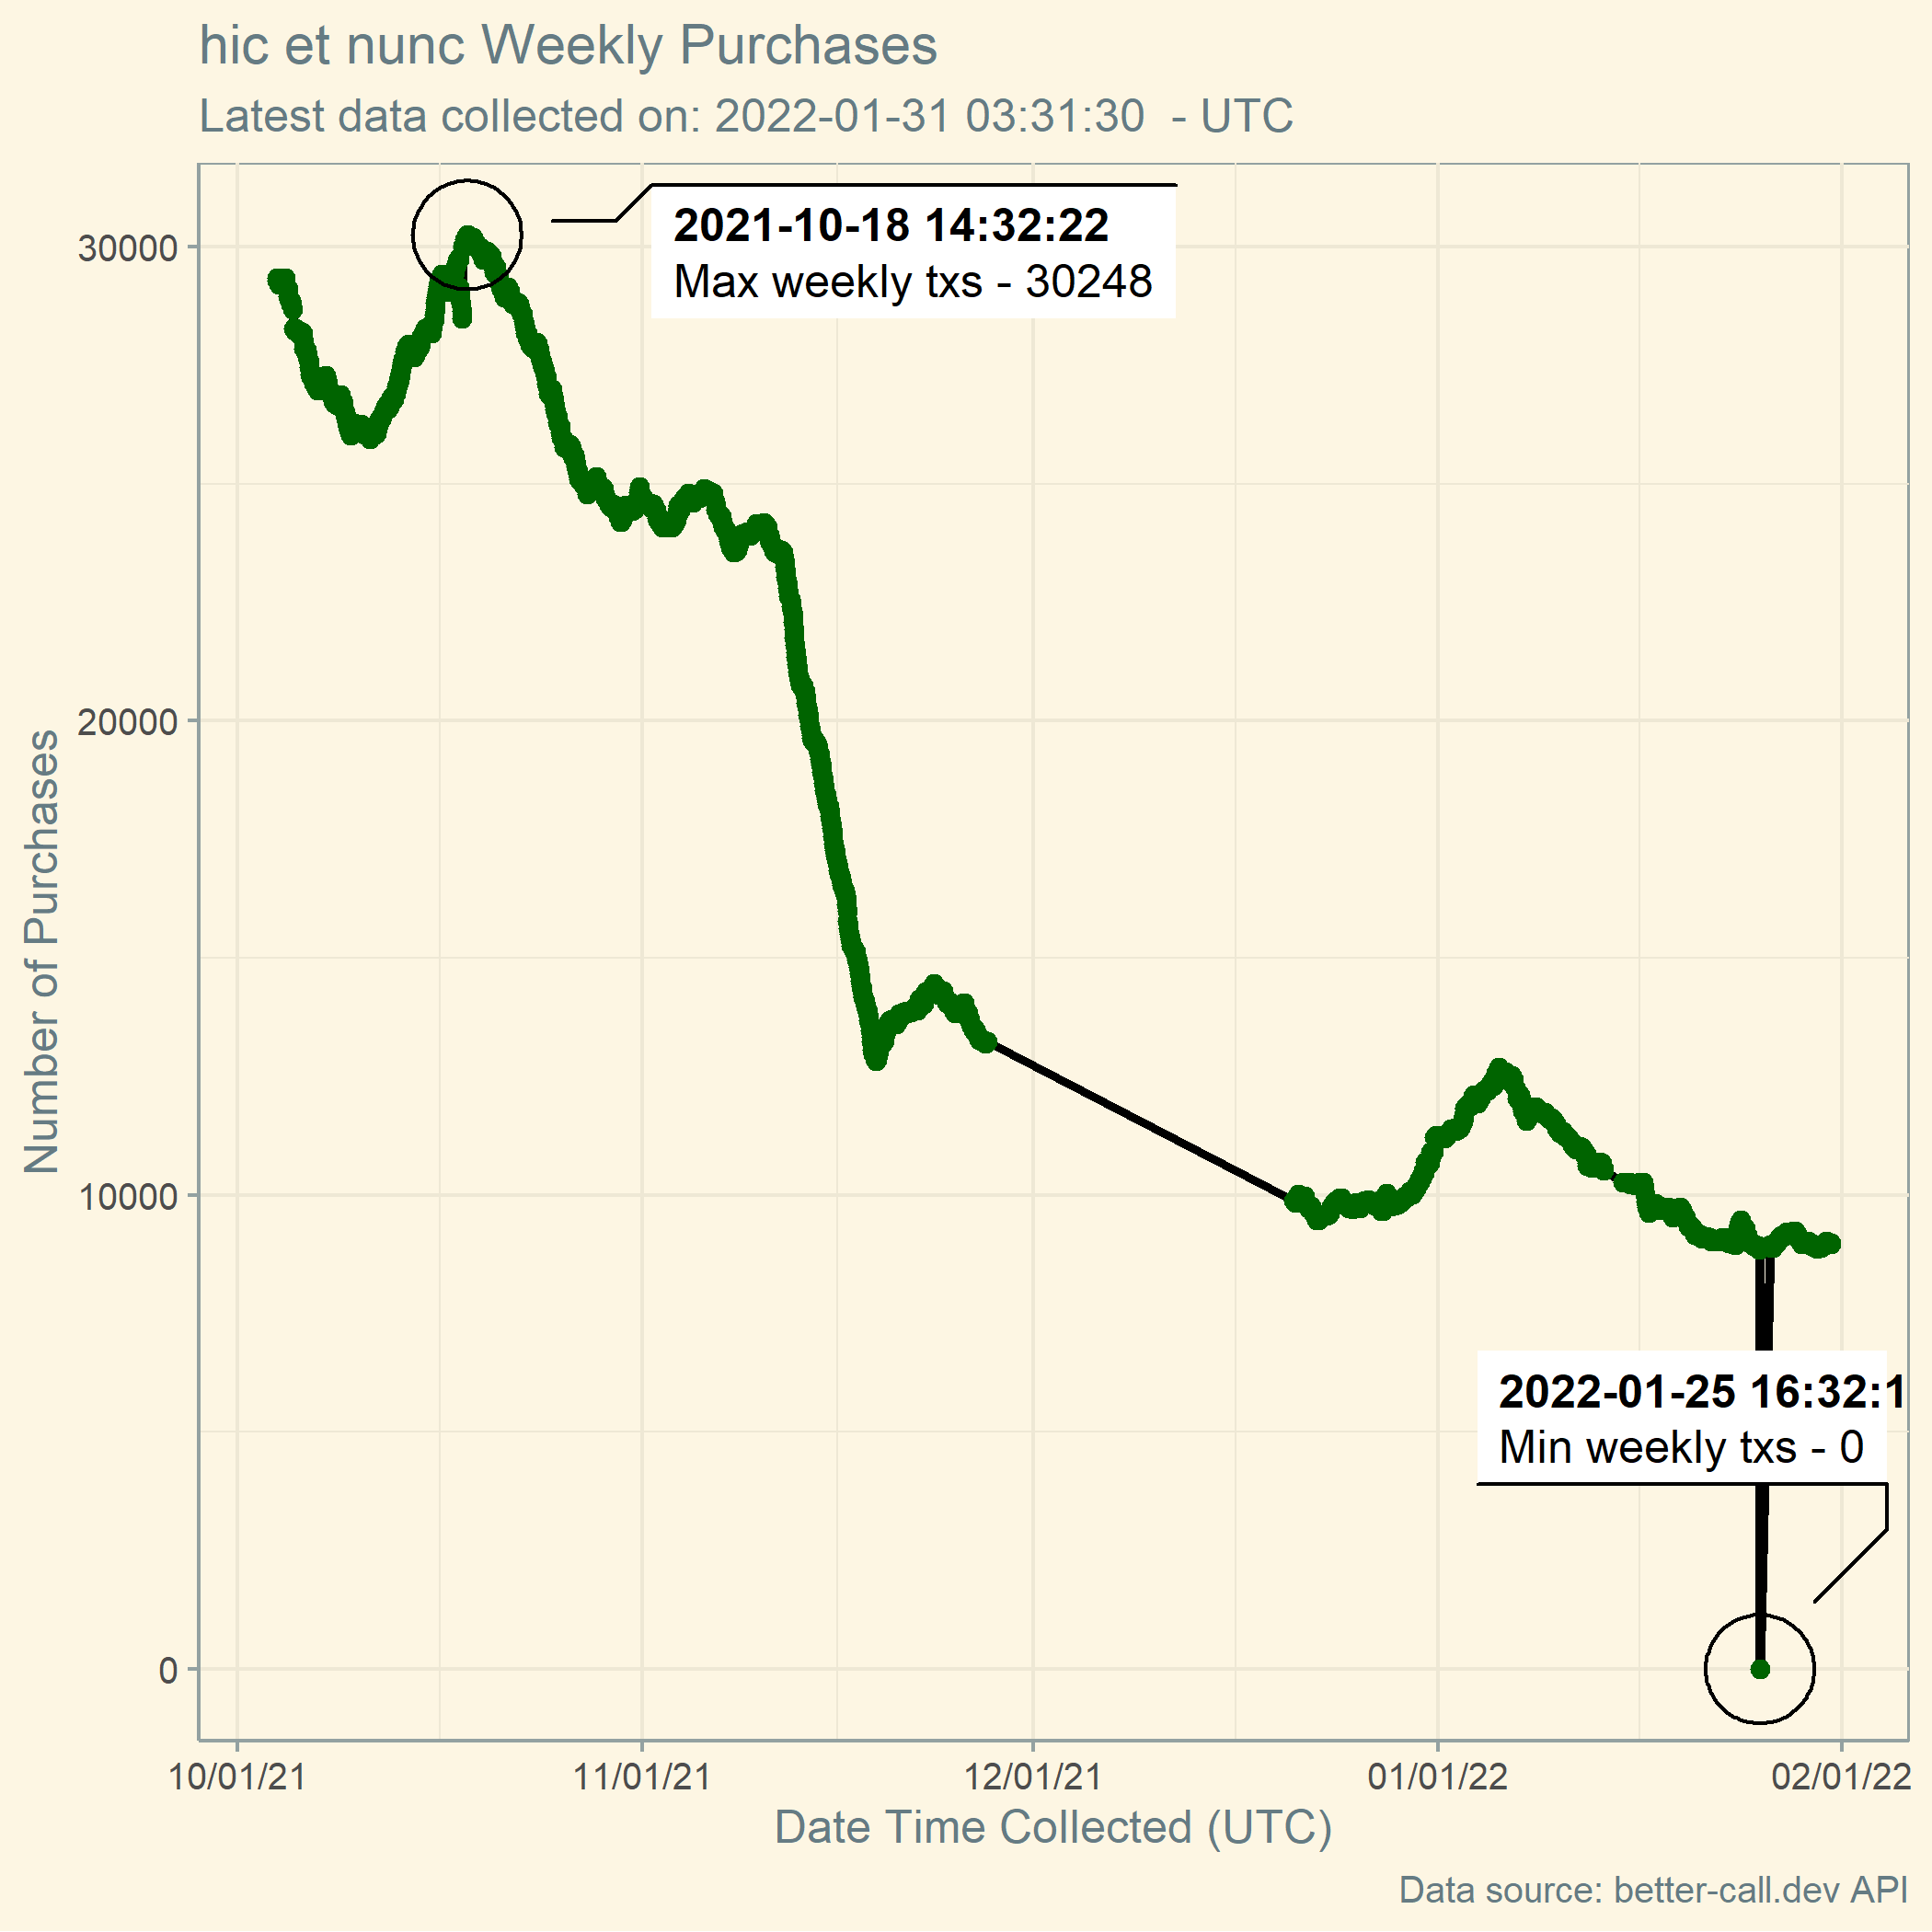 hic et nunc Weekly Purchases
Latest data collected on: 2022-01-31 03:31:30 - UTC
2021-10-18 14:32:22
Max weekly txs - 30248
30000
20000
10000
0
Number of Purchases
2022-01-25 16:32:1
Min weekly txs - 0
10/01/21
11/01/21
12/01/21
01/01/22
02/01/22
Date Time Collected (UTC)
Data source: better-call.dev API